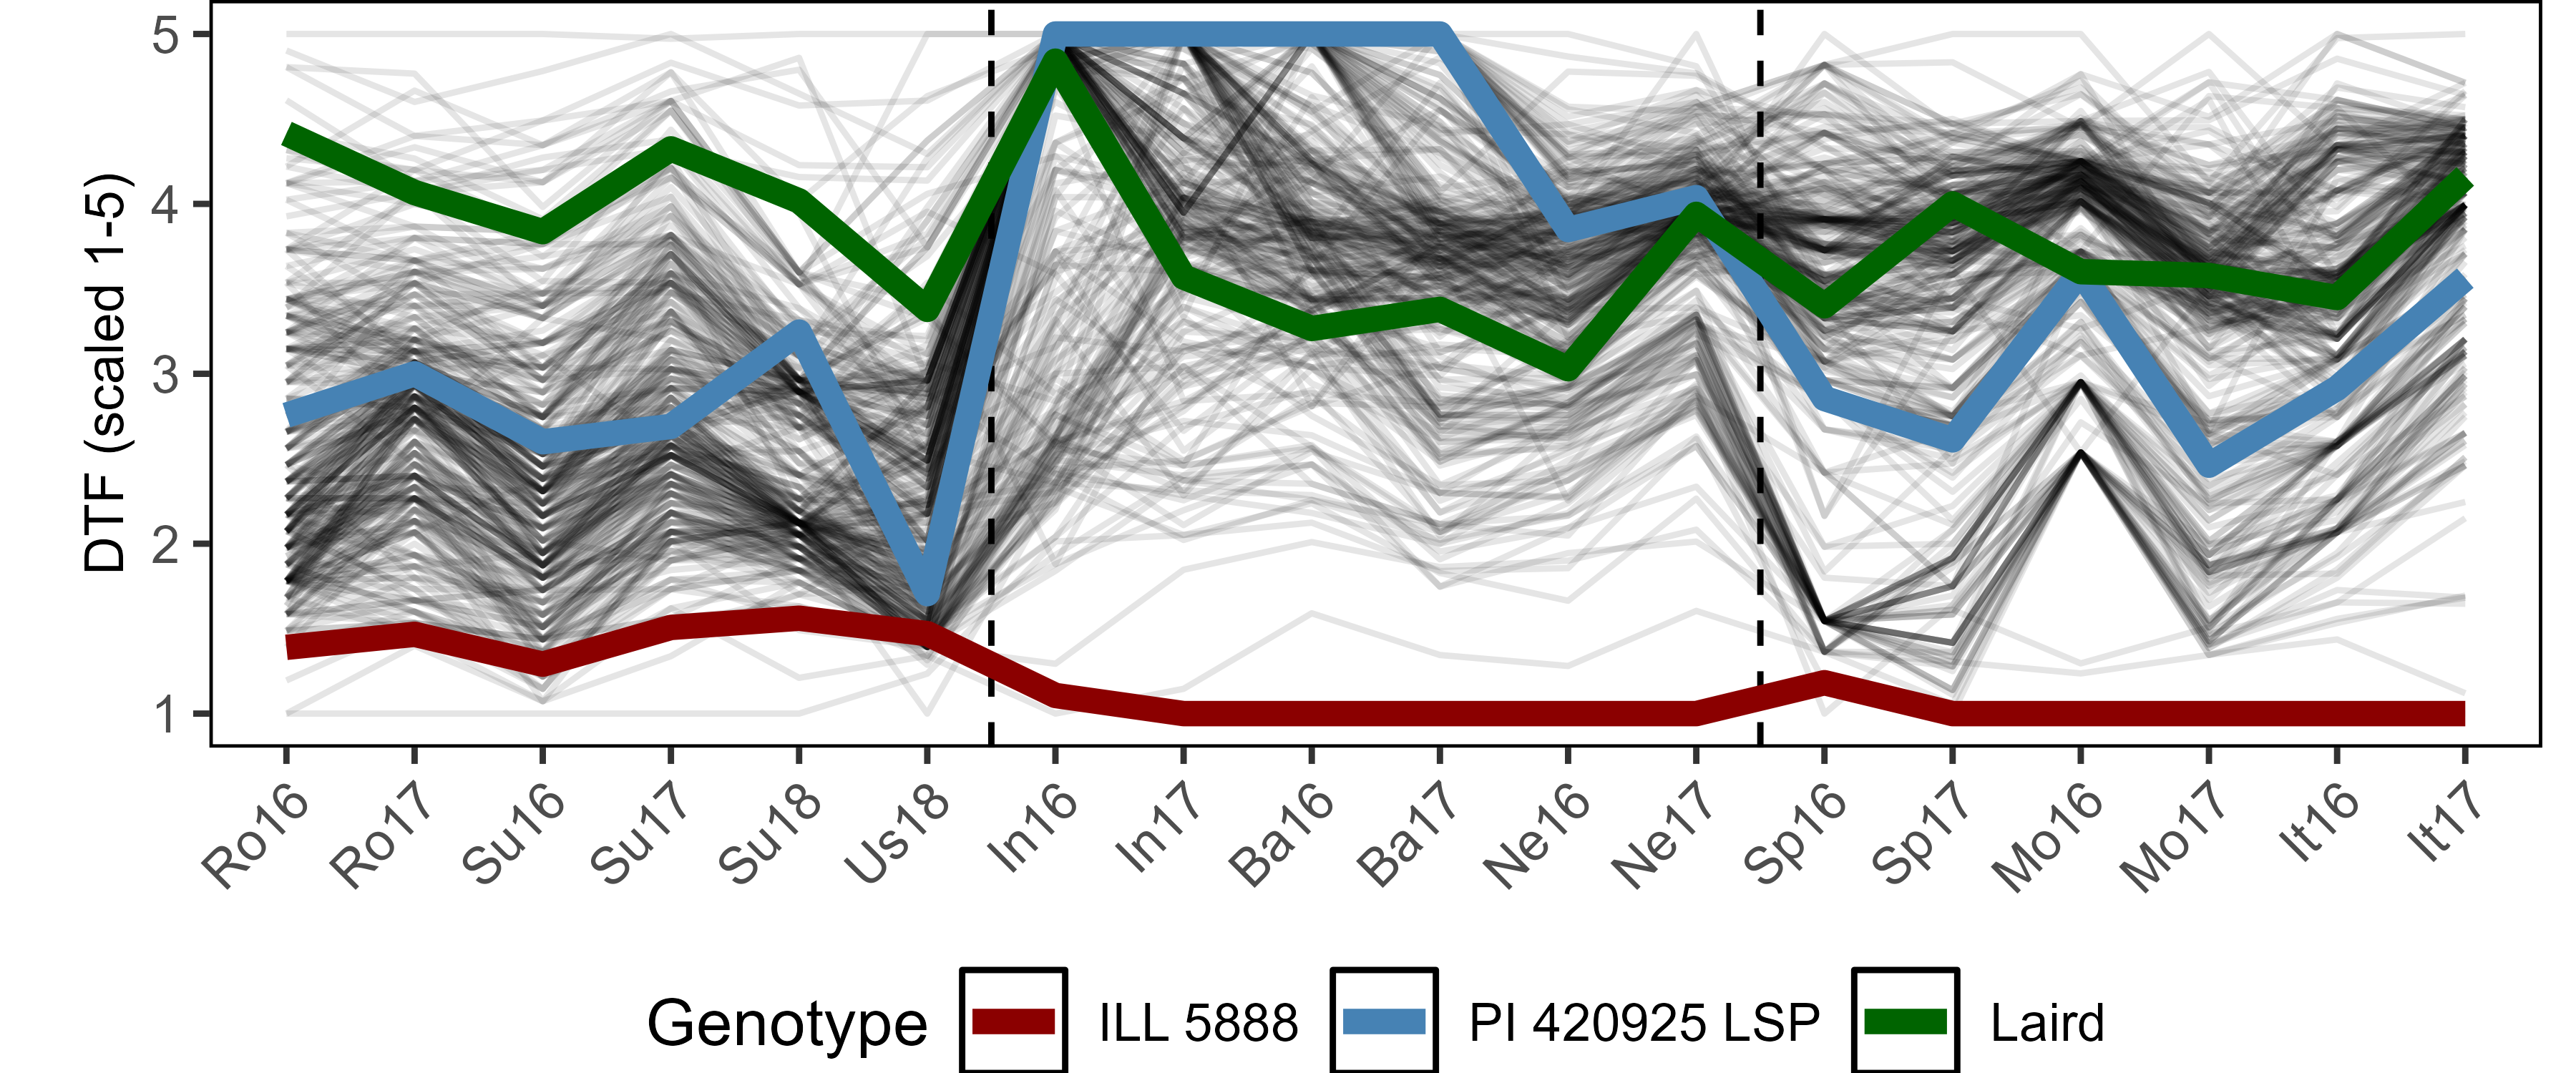 DTF (scaled 1-5)
5
4
3
2
1
Ro16 Ro17 Su16 Su17 Su18 Us18 In16 In17 Ba16 Ba17 Ne16 Ne17 Sp16 Sp17 Mo16 Mo17 It16 It17
Genotype ILL 5888 PI 420925 LSP Laird